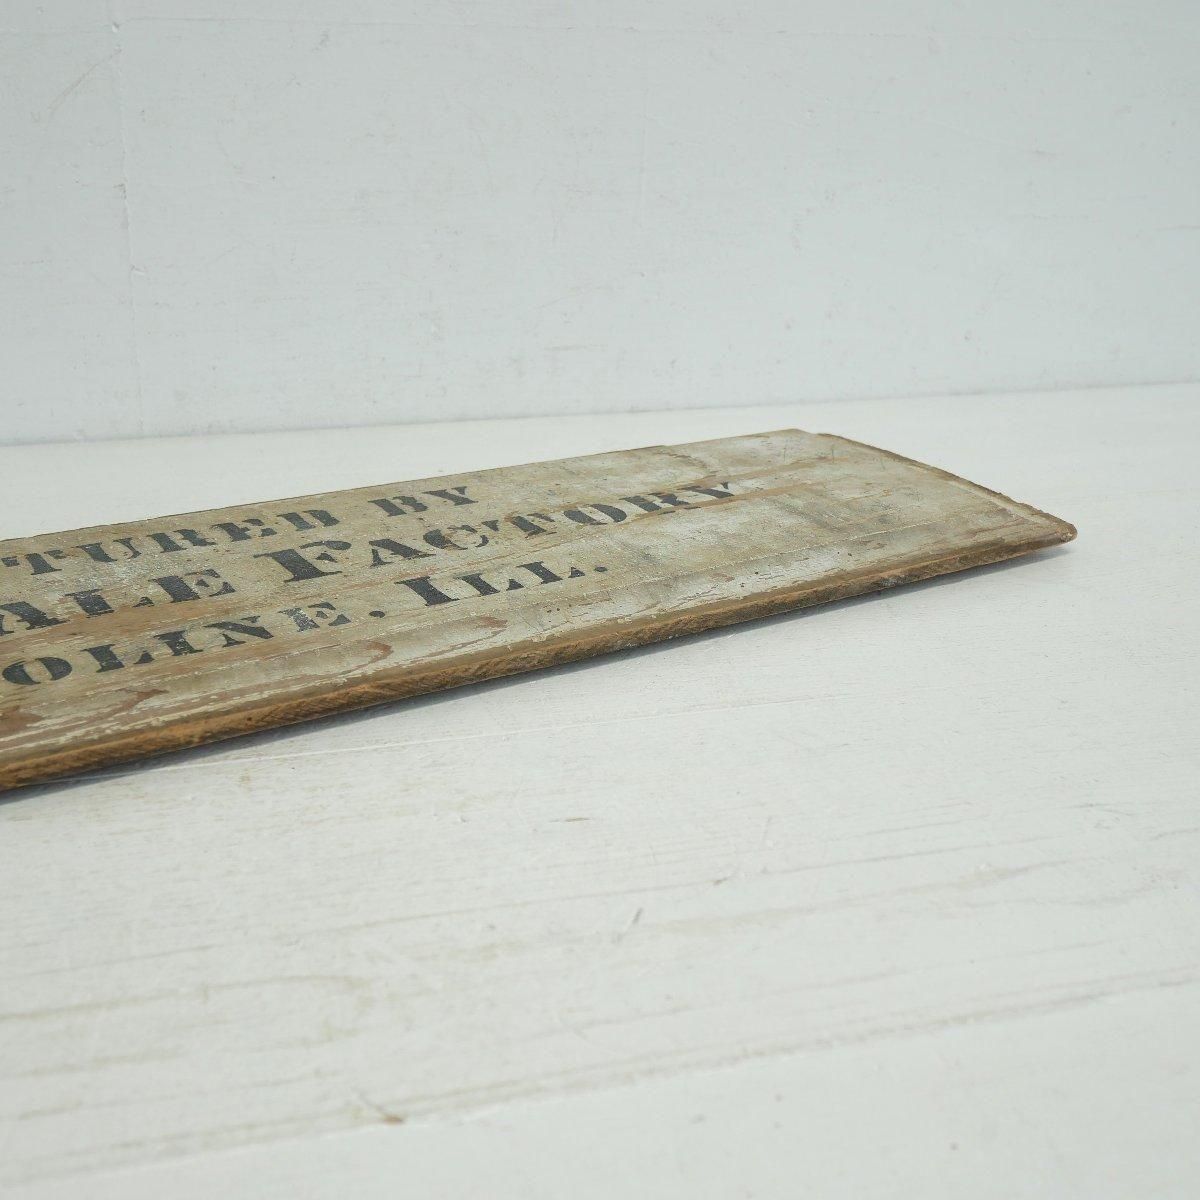 TURED BY
ALE FACTORY
OLINE. ILL.